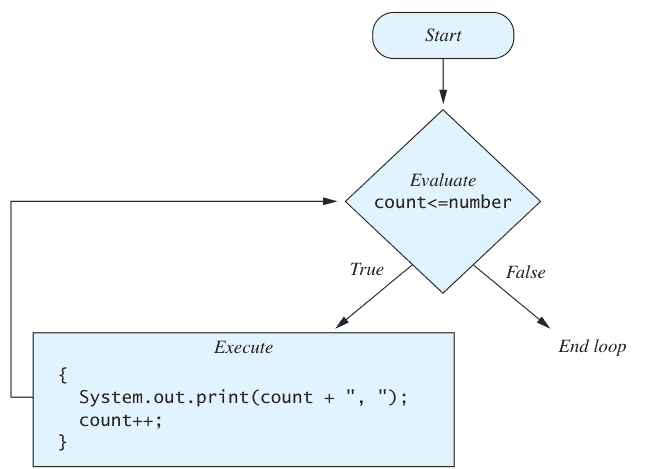 Start
Evaluate
count<=number
True
False
End loop
Execute
{
System.out.print(count + ", ");
count++;
}